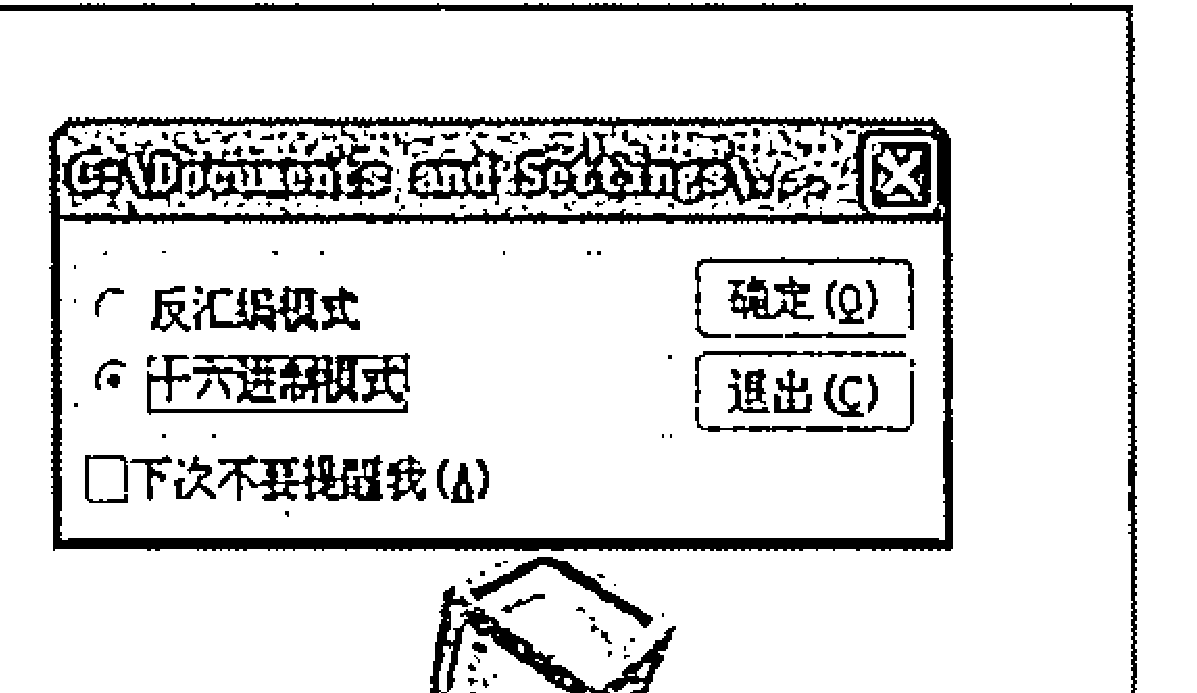 C:\Documents and Settings\...
反汇编模式
确定(O)
十六进制模式
退出(C)
下次不要提醒我(A)